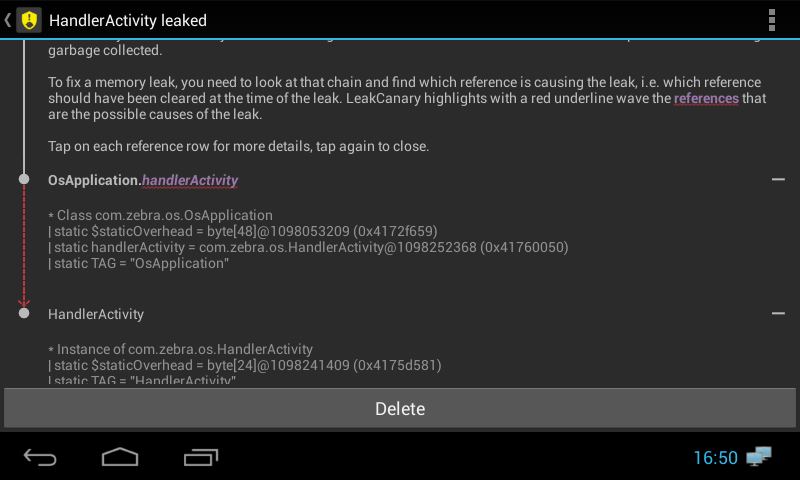 HandlerActivity leaked
garbage collected.
To fix a memory leak, you need to look at that chain and find which reference is causing the leak, i.e. which reference
should have been cleared at the time of the leak. LeakCanary highlights with a red underline wave the references that
are the possible causes of the leak.
Tap on each reference row for more details, tap again to close.
OsApplication.handlerActivity
* Class com.zebra.os.OsApplication
| static $staticOverhead = byte[48]@1098053209 (0x4172f659)
| static handlerActivity = com.zebra.os.HandlerActivity@1098252368 (0x41760050)
| static TAG = "OsApplication"
HandlerActivity
* Instance of com.zebra.os.HandlerActivity
| static $staticOverhead = byte[24]@1098241409 (0x4175d581)
| static TAG = "HandlerActivity"
Delete
16:50